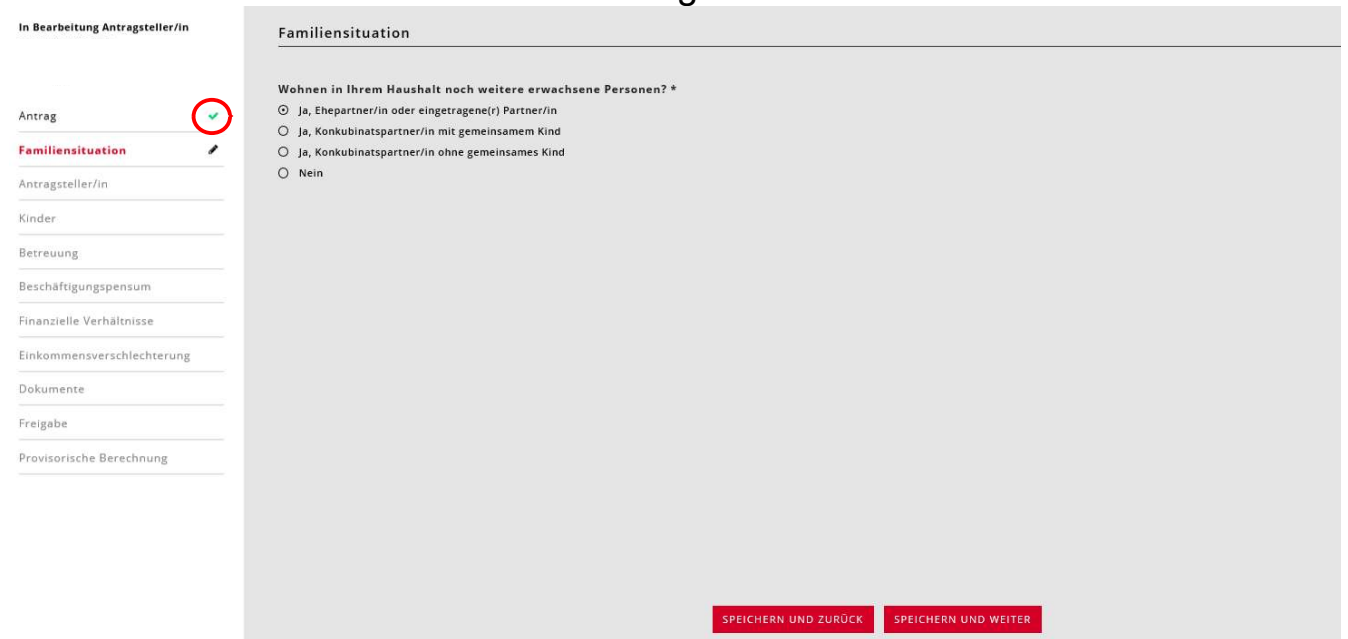 In Bearbeitung Antragsteller/in
Antrag
Familiensituation
Antragsteller/in
Kinder
Betreuung
Beschäftigungspensum
Finanzielle Verhältnisse
Einkommensverschlechterung
Dokumente
Freigabe
Provisorische Berechnung
Familiensituation
Wohnen in Ihrem Haushalt noch weitere erwachsene Personen? *
Ja, Ehepartner/in oder eingetragene(r) Partner/in
Ja, Konkubinatspartner/in mit gemeinsamem Kind
Ja, Konkubinatspartner/in ohne gemeinsames Kind
Nein
SPEICHERN UND ZURÜCK
SPEICHERN UND WEITER